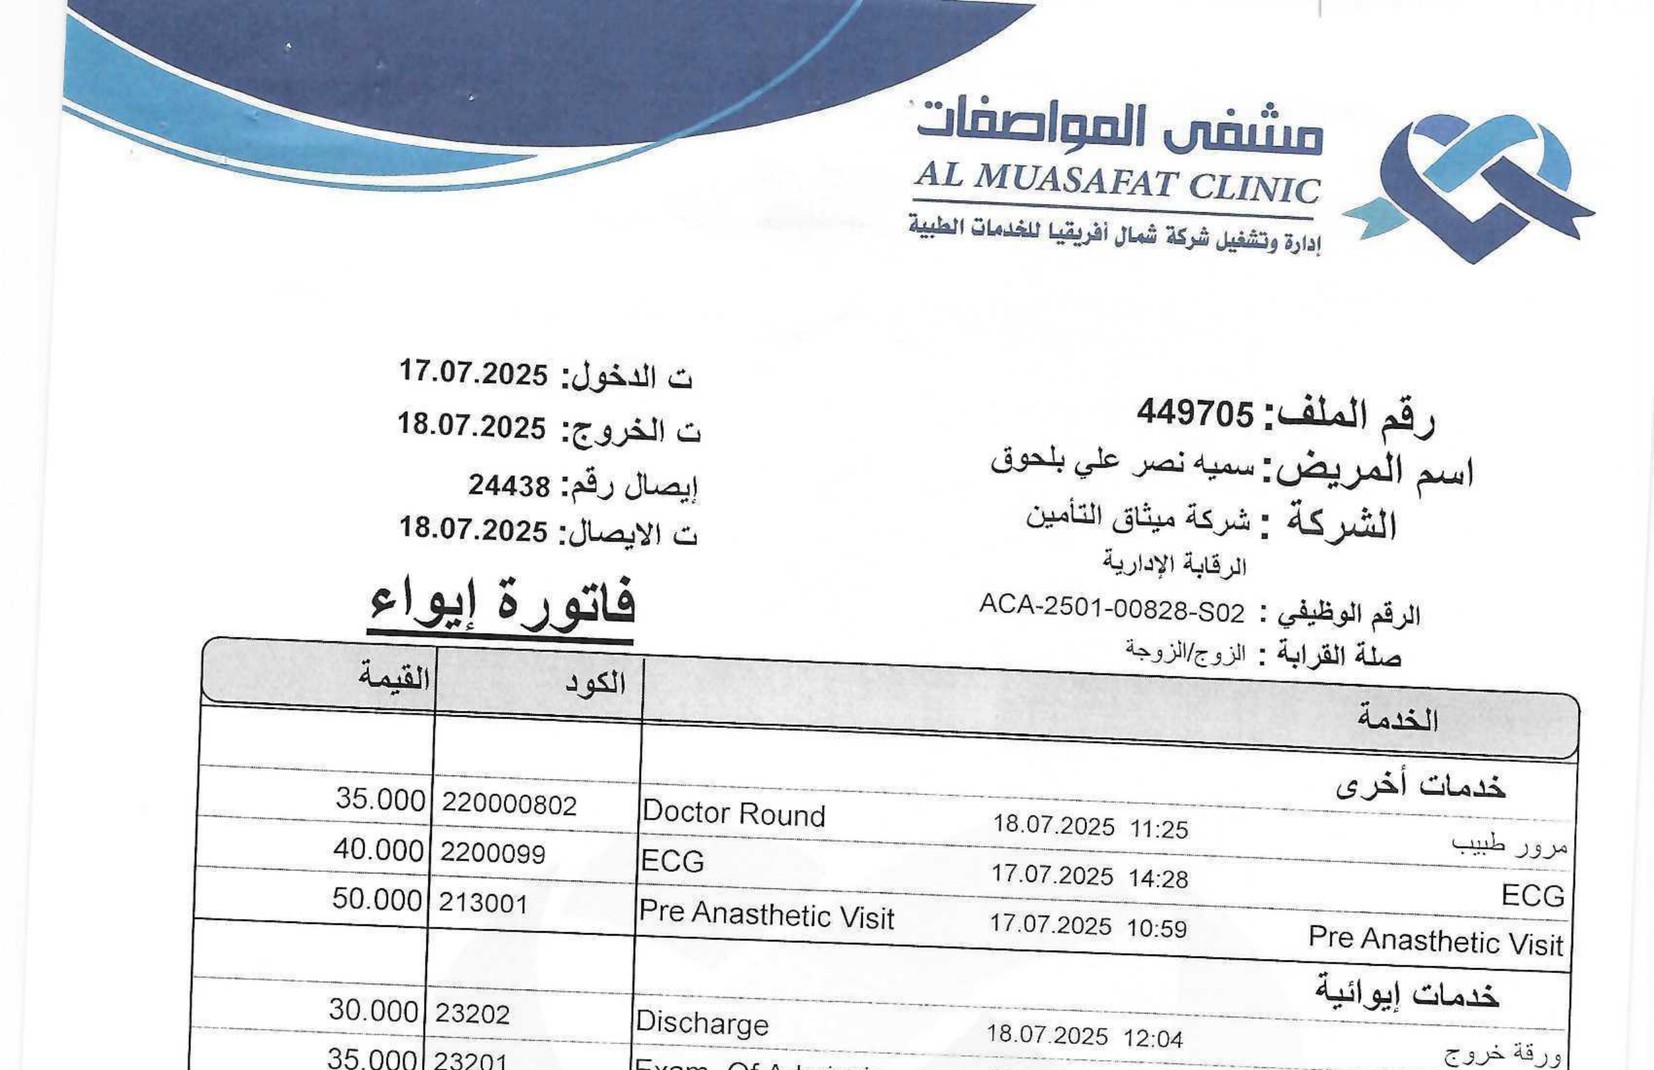 مشفى المواصفات
AL MUASAFAT CLINIC
إدارة وتشغيل شركة شمال أفريقيا للخدمات الطبية
رقم الملف: 449705
اسم المريض: سميه نصر علي بلحوق
الشركة : شركة ميثاق التأمين
الرقابة الإدارية
الرقم الوظيفي : ACA-2501-00828-S02
صلة القرابة : الزوج/الزوجة
ت الدخول: 17.07.2025
ت الخروج: 18.07.2025
إيصال رقم: 24438
ت الايصال: 18.07.2025
فاتورة إيواء
الخدمة الكود القيمة
خدمات أخرى
مرور طبيب 18.07.2025 11:25 Doctor Round 220000802 35.000
ECG 17.07.2025 14:28 ECG 2200099 40.000
Pre Anasthetic Visit 17.07.2025 10:59 Pre Anasthetic Visit 213001 50.000
خدمات إيوائية
ورقة خروج 18.07.2025 12:04 Discharge 23202 30.000
23201 35.000